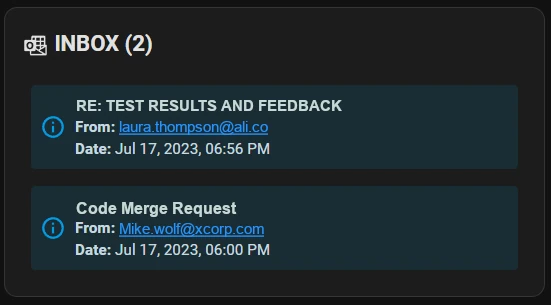 INBOX (2)
RE: TEST RESULTS AND FEEDBACK
From: laura.thompson@ali.co
Date: Jul 17, 2023, 06:56 PM
Code Merge Request
From: Mike.wolf@xcorp.com
Date: Jul 17, 2023, 06:00 PM